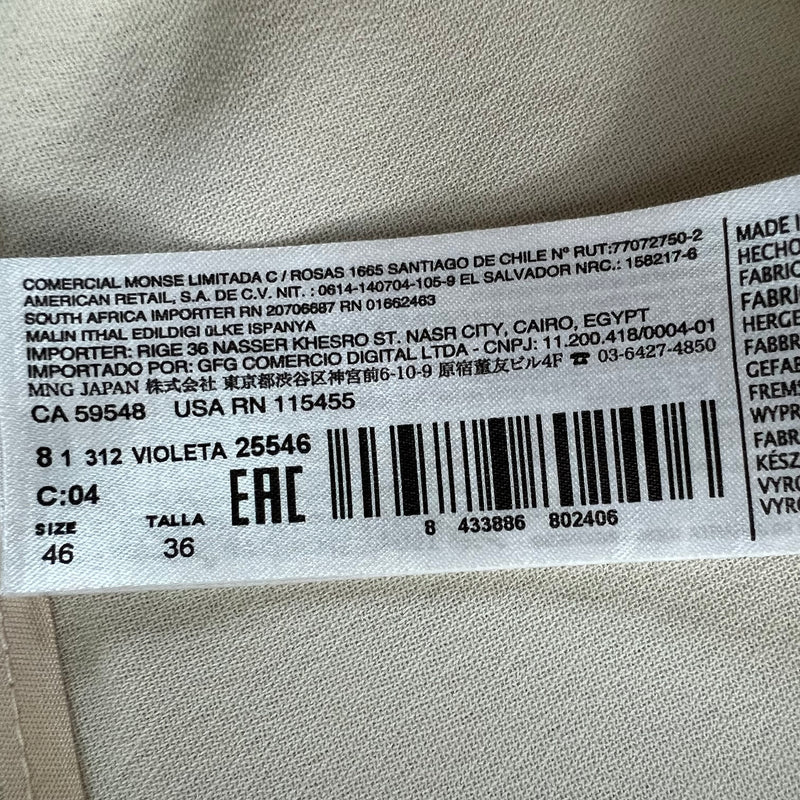 COMERCIAL MONSE LIMITADA C / ROSAS 1665 SANTIAGO DE CHILE Nº RUT:77072750-2
AMERICAN RETAIL, S.A. DE C.V. NIT. : 0614-140704-105-9 EL SALVADOR NRC.: 158217-6
SOUTH AFRICA IMPORTER RN 20706687 RN 01662463
MALIN ITHAL EDILDIGI üLKE ISPANYA
IMPORTER: RIGE 36 NASSER KHESRO ST. NASR CITY, CAIRO, EGYPT
IMPORTADO POR: GFG COMERCIO DIGITAL LTDA - CNPJ: 11.200.418/0004-01
MNG JAPAN 株式会社 東京都渋谷区神宮前6-10-9 原宿董友ビル4F ☎ 03-6427-4850
CA 59548 USA RN 115455
8 1 312 VIOLETA 25546
C:04
EAC
SIZE TALLA
46 36
8 433886 802406
MADE I
HECHO
FABRIC
FABRI
HERGE
FABBR
GEFAB
FREMS
WYPR
FABR
KÉSZ
VYRO
VYRO